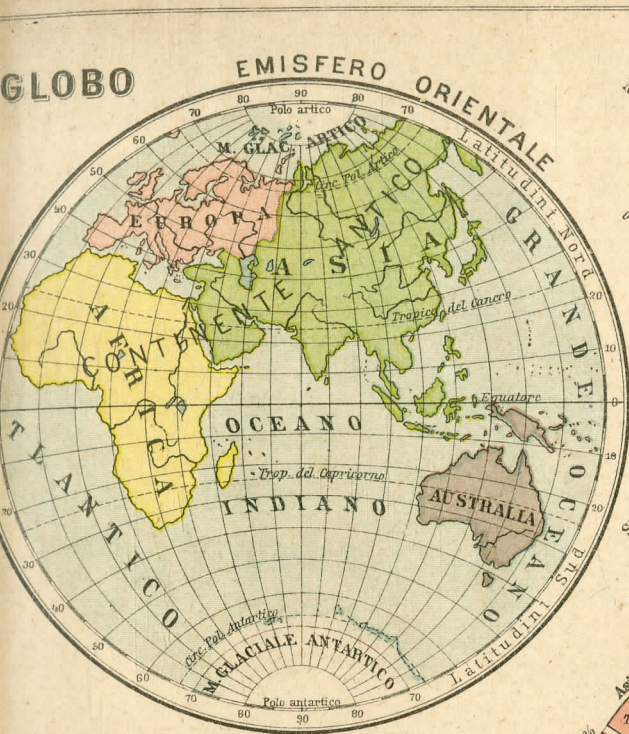 GLOBO
EMISFERO ORIENTALE
90
80
80
70
70
60
50
40
30
20
Polo artico
M. GLAC. ARTICO
Circ. Pol. Artico
Latitudini Nord
EUROPA
ASIA
CONTINENTE ANTICO
AFRICA
Tropico del Cancro
GRANDE OCEANO
20
10
Equatore
0
OCEANO
INDIANO
Trop. del Capricorno
AUSTRALIA
TLANTICO
10
20
20
30
40
50
60
70
80
90
80
70
Circ. Pol. Antartico
M. GLACIALE ANTARTICO
Polo antartico
Latitudini Sud